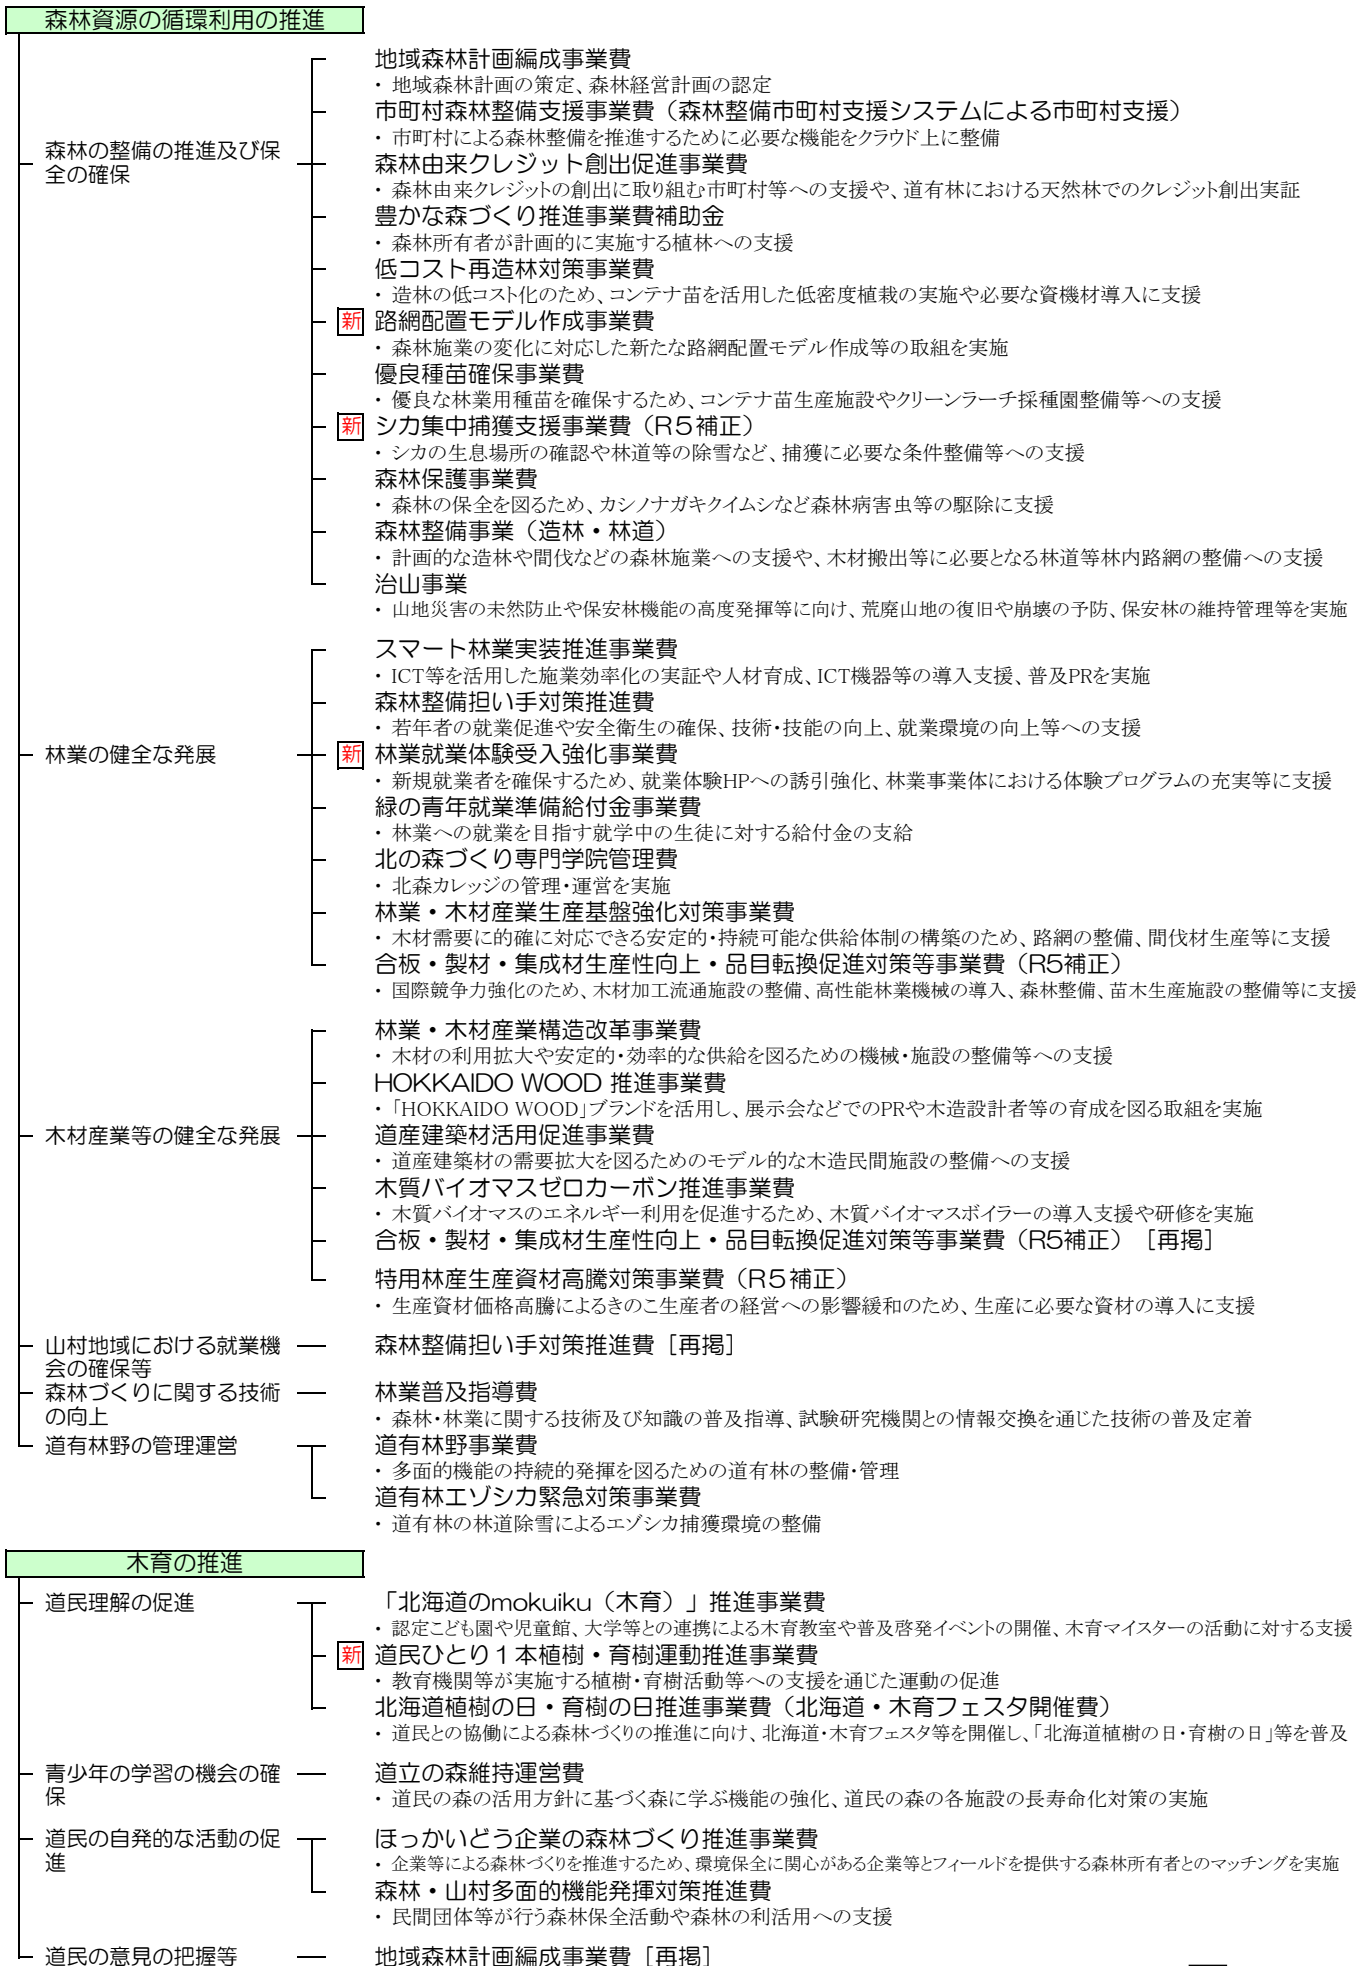 森林資源の循環利用の推進
地域森林計画編成事業費
・ 地域森林計画の策定、森林経営計画の認定
市町村森林整備支援事業費（森林整備市町村支援システムによる市町村支援）
・ 市町村による森林整備を推進するために必要な機能をクラウド上に整備
森林の整備の推進及び保
全の確保
森林由来クレジット創出促進事業費
・ 森林由来クレジットの創出に取り組む市町村等への支援や、道有林における天然林でのクレジット創出実証
豊かな森づくり推進事業費補助金
・ 森林所有者が計画的に実施する植林への支援
低コスト再造林対策事業費
・ 造林の低コスト化のため、コンテナ苗を活用した低密度植栽の実施や必要な資機材導入に支援
新 路網配置モデル作成事業費
・ 森林施業の変化に対応した新たな路網配置モデル作成等の取組を実施
優良種苗確保事業費
・ 優良な林業用種苗を確保するため、コンテナ苗生産施設やクリーンラーチ採種園整備等への支援
新 シカ集中捕獲支援事業費（R５補正）
・ シカの生息場所の確認や林道等の除雪など、捕獲に必要な条件整備等への支援
森林保護事業費
・ 森林の保全を図るため、カシノナガキクイムシなど森林病害虫等の駆除に支援
森林整備事業（造林・林道）
・ 計画的な造林や間伐などの森林施業への支援や、木材搬出等に必要となる林道等林内路網の整備への支援
治山事業
・ 山地災害の未然防止や保安林機能の高度発揮等に向け、荒廃山地の復旧や崩壊の予防、保安林の維持管理等を実施
スマート林業実装推進事業費
・ ICT等を活用した施業効率化の実証や人材育成、ICT機器等の導入支援、普及PRを実施
森林整備担い手対策推進費
・ 若年者の就業促進や安全衛生の確保、技術・技能の向上、就業環境の向上等への支援
林業の健全な発展
新 林業就業体験受入強化事業費
・ 新規就業者を確保するため、就業体験HPへの誘引強化、林業事業体における体験プログラムの充実等に支援
緑の青年就業準備給付金事業費
・ 林業への就業を目指す就学中の生徒に対する給付金の支給
北の森づくり専門学院管理費
・ 北森カレッジの管理・運営を実施
林業・木材産業生産基盤強化対策事業費
・ 木材需要に的確に対応できる安定的・持続可能な供給体制の構築のため、路網の整備、間伐材生産等に支援
合板・製材・集成材生産性向上・品目転換促進対策等事業費（R5補正）
・ 国際競争力強化のため、木材加工流通施設の整備、高性能林業機械の導入、森林整備、苗木生産施設の整備等に支援
林業・木材産業構造改革事業費
・ 木材の利用拡大や安定的・効率的な供給を図るための機械・施設の整備等への支援
HOKKAIDO WOOD 推進事業費
・「HOKKAIDO WOOD」ブランドを活用し、展示会などでのPRや木造設計者等の育成を図る取組を実施
木材産業等の健全な発展
道産建築材活用促進事業費
・ 道産建築材の需要拡大を図るためのモデル的な木造民間施設の整備への支援
木質バイオマスゼロカーボン推進事業費
・ 木質バイオマスのエネルギー利用を促進するため、木質バイオマスボイラーの導入支援や研修を実施
合板・製材・集成材生産性向上・品目転換促進対策等事業費（R5補正）［再掲］
特用林産生産資材高騰対策事業費（R５補正）
・ 生産資材価格高騰によるきのこ生産者の経営への影響緩和のため、生産に必要な資材の導入に支援
山村地域における就業機
会の確保等
森林整備担い手対策推進費［再掲］
森林づくりに関する技術
の向上
林業普及指導費
・ 森林・林業に関する技術及び知識の普及指導、試験研究機関との情報交換を通じた技術の普及定着
道有林野の管理運営
道有林野事業費
・ 多面的機能の持続的発揮を図るための道有林の整備・管理
道有林エゾシカ緊急対策事業費
・ 道有林の林道除雪によるエゾシカ捕獲環境の整備
木育の推進
道民理解の促進
「北海道のmokuiku（木育）」推進事業費
・ 認定こども園や児童館、大学等との連携による木育教室や普及啓発イベントの開催、木育マイスターの活動に対する支援
新 道民ひとり１本植樹・育樹運動推進事業費
・ 教育機関等が実施する植樹・育樹活動等への支援を通じた運動の促進
北海道植樹の日・育樹の日推進事業費（北海道・木育フェスタ開催費）
・ 道民との協働による森林づくりの推進に向け、北海道・木育フェスタ等を開催し、「北海道植樹の日・育樹の日」等を普及
青少年の学習の機会の確
保
道立の森維持運営費
・ 道民の森の活用方針に基づく森に学ぶ機能の強化、道民の森の各施設の長寿命化対策の実施
道民の自発的な活動の促
進
ほっかいどう企業の森林づくり推進事業費
・ 企業等による森林づくりを推進するため、環境保全に関心がある企業等とフィールドを提供する森林所有者とのマッチングを実施
森林・山村多面的機能発揮対策推進費
・ 民間団体等が行う森林保全活動や森林の利活用への支援
道民の意見の把握等
地域森林計画編成事業費［再掲］